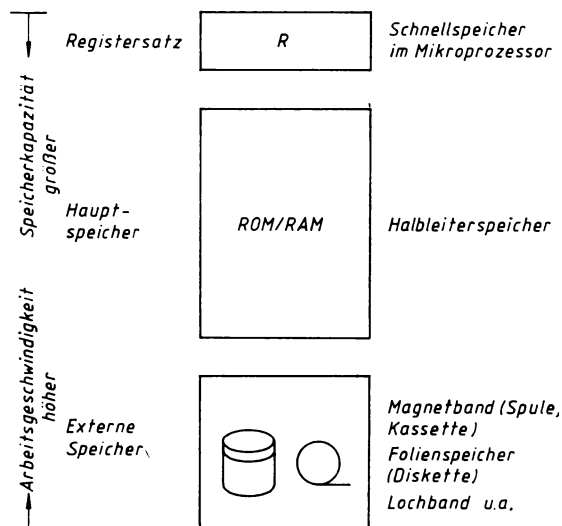 Speicherkapazität
größer
Arbeitsgeschwindigkeit
höher
Registersatz
R
Schnellspeicher
im Mikroprozessor
Haupt-
speicher
ROM/RAM
Halbleiterspeicher
Externe
Speicher
Magnetband (Spule,
Kassette)
Folienspeicher
(Diskette)
Lochband u.a.